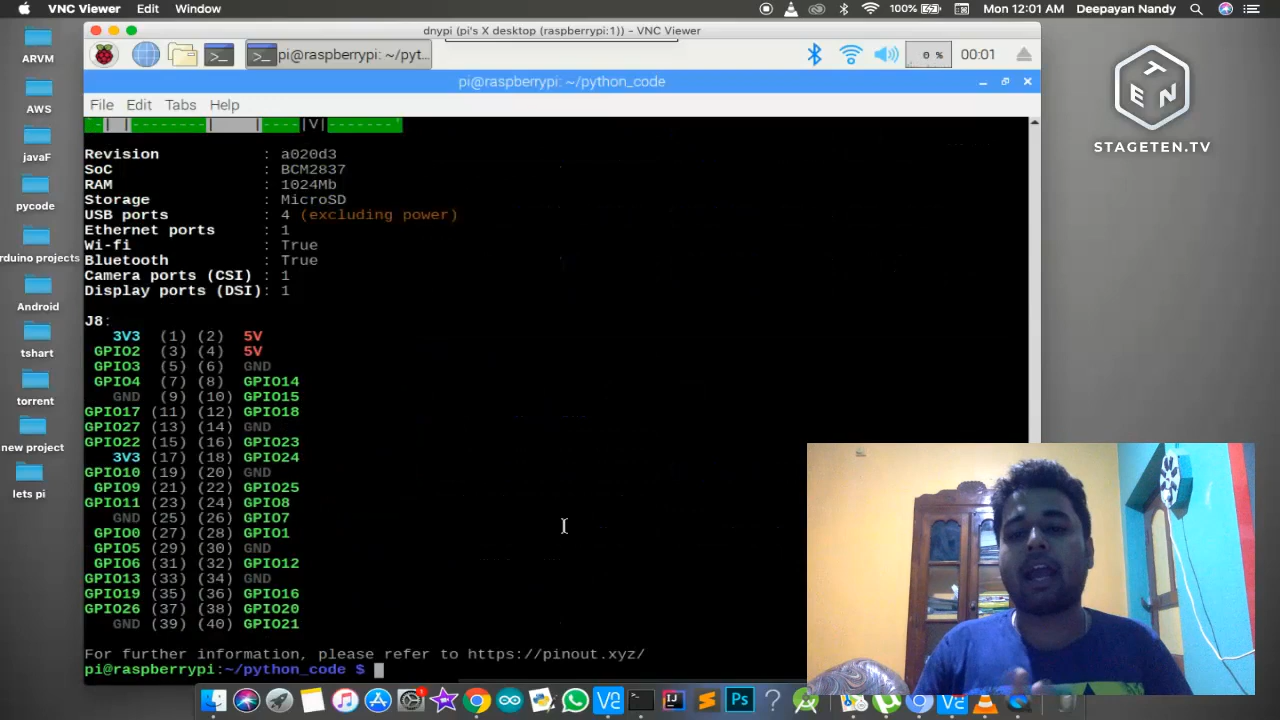 VNC Viewer Edit Window 100% Mon 12:01 AM Deepayan Nandy
dnypi (pi's X desktop (raspberrypi:1)) – VNC Viewer
pi@raspberrypi: ~/pyt... 0 % 00:01
pi@raspberrypi: ~/python_code
File Edit Tabs Help
ARVM
AWS
javaF
pycode
rduino projects
Android
tshart
torrent
new project
lets pi
TEN
STAGETEN.TV
`-| |--------| |----|V|-------'
Revision : a020d3
SoC : BCM2837
RAM : 1024Mb
Storage : MicroSD
USB ports : 4 (excluding power)
Ethernet ports : 1
Wi-fi : True
Bluetooth : True
Camera ports (CSI) : 1
Display ports (DSI): 1
J8:
3V3 (1) (2) 5V
GPIO2 (3) (4) 5V
GPIO3 (5) (6) GND
GPIO4 (7) (8) GPIO14
GND (9) (10) GPIO15
GPIO17 (11) (12) GPIO18
GPIO27 (13) (14) GND
GPIO22 (15) (16) GPIO23
3V3 (17) (18) GPIO24
GPIO10 (19) (20) GND
GPIO9 (21) (22) GPIO25
GPIO11 (23) (24) GPIO8
GND (25) (26) GPIO7
GPIO0 (27) (28) GPIO1
GPIO5 (29) (30) GND
GPIO6 (31) (32) GPIO12
GPIO13 (33) (34) GND
GPIO19 (35) (36) GPIO16
GPIO26 (37) (38) GPIO20
GND (39) (40) GPIO21
For further information, please refer to https://pinout.xyz/
pi@raspberrypi:~/python_code $
Ps